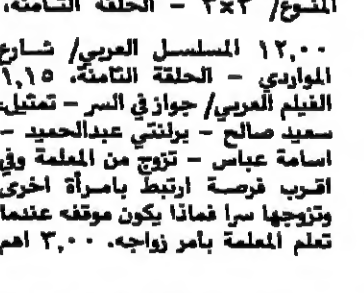 المنوع/ ٢×٢ - الحلقة الثامنة،
١٢,٠٠ المسلسل العربي/ شارع
المواردي - الحلقة الثامنة. ١,١٥
الفيلم العربي/ جواز في السر - تمثيل:
سعيد صالح - برلنتي عبدالحميد -
اسامة عباس - تزوج من المعلمة وفي
اقرب فرصة ارتبط بامرأة اخرى
وتزوجها سرا فماذا يكون موقفه عندما
تعلم المعلمة بأمر زواجه. ٣,٠٠ اهم